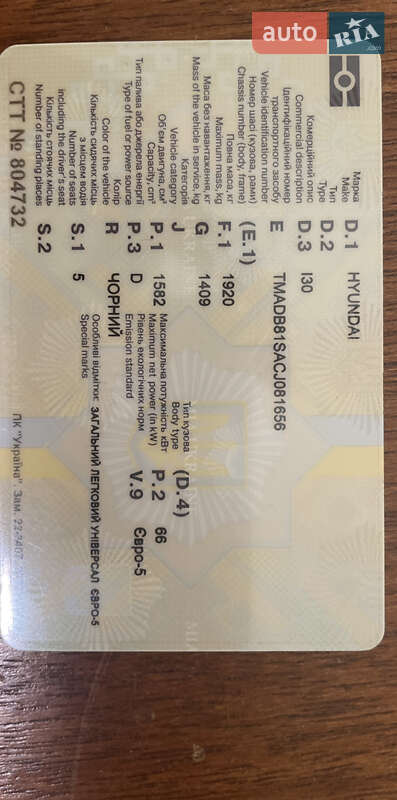 auto RIA .com
Марка
Make D.1 HYUNDAI
Тип
Type D.2
Комерційний опис
Commercial description D.3 I30
Ідентифікаційний номер
транспортного засобу
Vehicle identification number E TMADB81SACJ081656
Номер шасі (кузова, рами)
Chassis number (body, frame) (E.1)
Повна маса, кг
Maximum mass, kg F.1 1920
Маса без навантаження, кг
Mass of the vehicle in service, kg G 1409
Категорія
Vehicle category J
Тип кузова
Body type (D.4)
Об'єм двигуна, см³
Capacity, cm³ P.1 1582
Максимальна потужність кВт
Maximum net power (in kW) P.2 66
Тип палива або джерела енергії
Type of fuel or power source P.3 D
Рівень екологічних норм
Emission standard V.9 Євро-5
Колір
Color of the vehicle R ЧОРНИЙ
Кількість сидячих місць
з місцем водія
Number of seats
including the driver's seat S.1 5
Особливі відмітки: ЗАГАЛЬНИЙ ЛЕГКОВИЙ УНІВЕРСАЛ ЄВРО-5
Special marks
Кількість стоячих місць
Number of standing places S.2
СТТ № 804732
ПК "Україна". Зам.